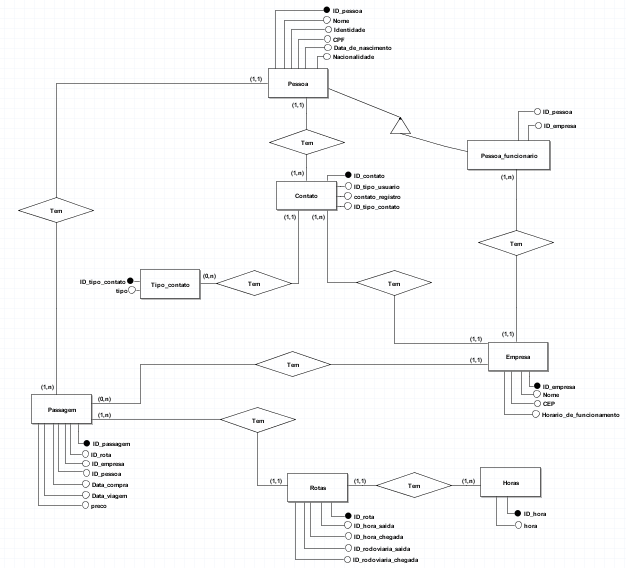 ID_pessoa
Nome
Identidade
CPF
Data_de_nascimento
Nacionalidade
(1,1)
Pessoa
(1,1)
ID_pessoa
ID_empresa
Tem
Pessoa_funcionario
(1,n)
(1,n)
ID_contato
ID_tipo_usuario
contato_registro
ID_tipo_contato
Contato
Tem
(1,1)
(1,n)
Tem
(0,n)
ID_tipo_contato
tipo
Tipo_contato
Tem
Tem
(1,1)
(1,1)
(1,1)
Empresa
Tem
(1,n)
(0,n)
ID_empresa
Nome
CEP
Horario_de_funcionamento
Passagem
(1,n)
Tem
ID_passagem
ID_rota
ID_empresa
ID_pessoa
Data_compra
Data_viagem
preco
(1,1)
Rotas
(1,1)
Tem
(1,n)
Horas
ID_rota
ID_hora_saida
ID_hora_chegada
ID_rodoviaria_saida
ID_rodoviaria_chegada
ID_hora
hora